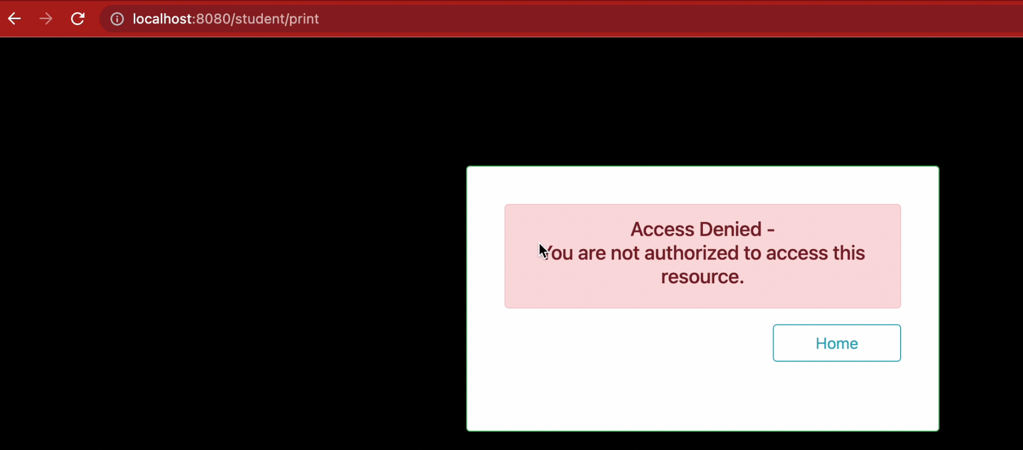 localhost:8080/student/print
Access Denied -
You are not authorized to access this
resource.
Home